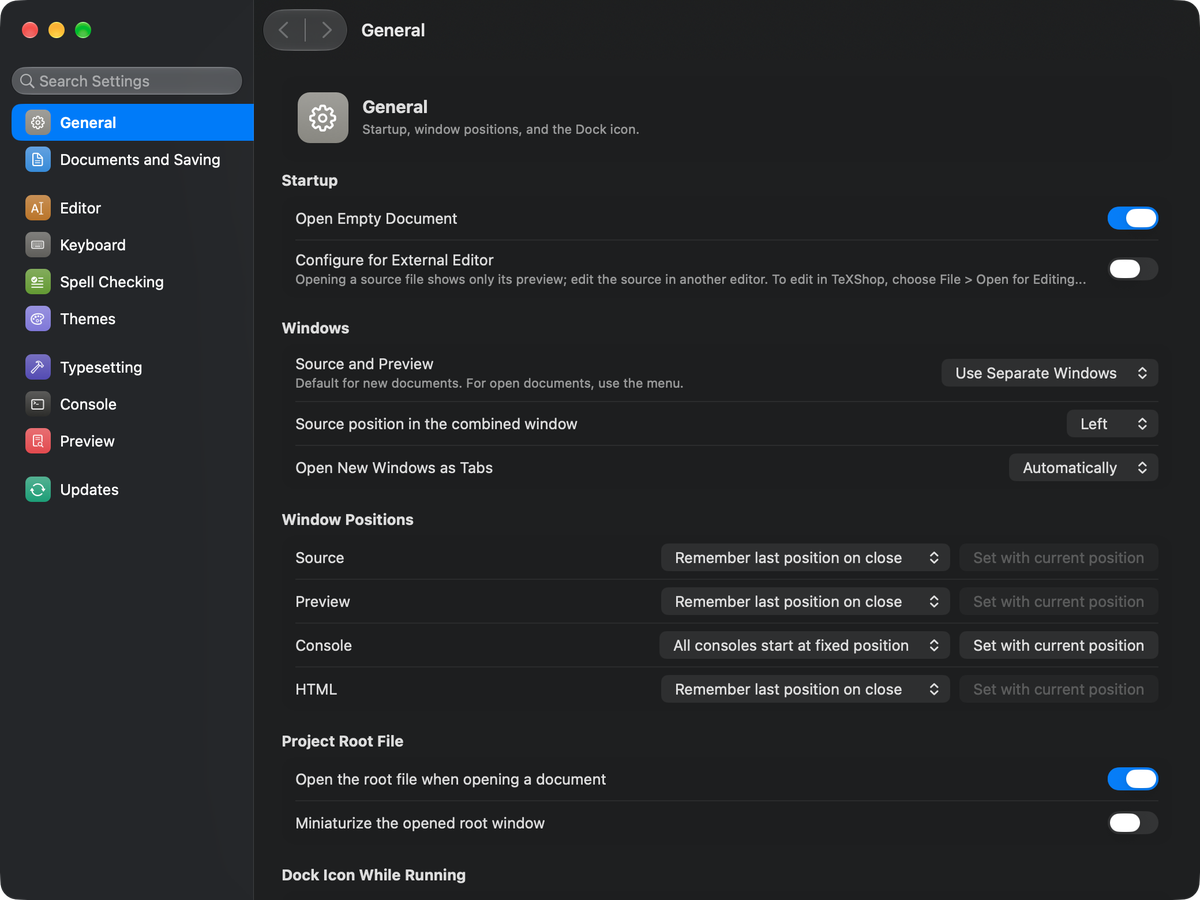 General
Search Settings
General
Documents and Saving
Editor
Keyboard
Spell Checking
Themes
Typesetting
Console
Preview
Updates
General
Startup, window positions, and the Dock icon.
Startup
Open Empty Document
Configure for External Editor
Opening a source file shows only its preview; edit the source in another editor. To edit in TeXShop, choose File > Open for Editing...
Windows
Source and Preview
Default for new documents. For open documents, use the menu.
Use Separate Windows
Source position in the combined window
Left
Open New Windows as Tabs
Automatically
Window Positions
Source
Remember last position on close
Set with current position
Preview
Remember last position on close
Set with current position
Console
All consoles start at fixed position
Set with current position
HTML
Remember last position on close
Set with current position
Project Root File
Open the root file when opening a document
Miniaturize the opened root window
Dock Icon While Running